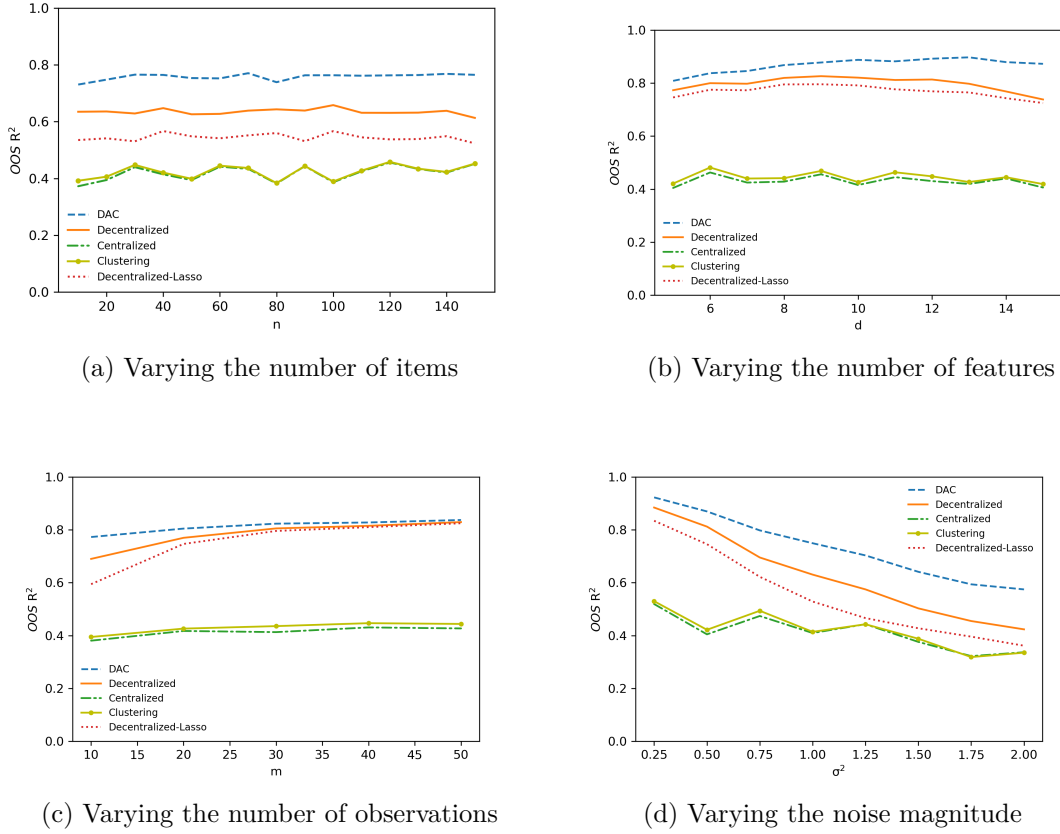 1.0
0.8
0.6
0.4
0.2
0.0
OOS R²
DAC
Decentralized
Centralized
Clustering
Decentralized-Lasso
20 40 60 80 100 120 140
n
(a) Varying the number of items
1.0
0.8
0.6
0.4
0.2
0.0
OOS R²
DAC
Decentralized
Centralized
Clustering
Decentralized-Lasso
6 8 10 12 14
d
(b) Varying the number of features
1.0
0.8
0.6
0.4
0.2
0.0
OOS R²
DAC
Decentralized
Centralized
Clustering
Decentralized-Lasso
10 15 20 25 30 35 40 45 50
m
(c) Varying the number of observations
1.0
0.8
0.6
0.4
0.2
0.0
OOS R²
DAC
Decentralized
Centralized
Clustering
Decentralized-Lasso
0.25 0.50 0.75 1.00 1.25 1.50 1.75 2.00
σ²
(d) Varying the noise magnitude